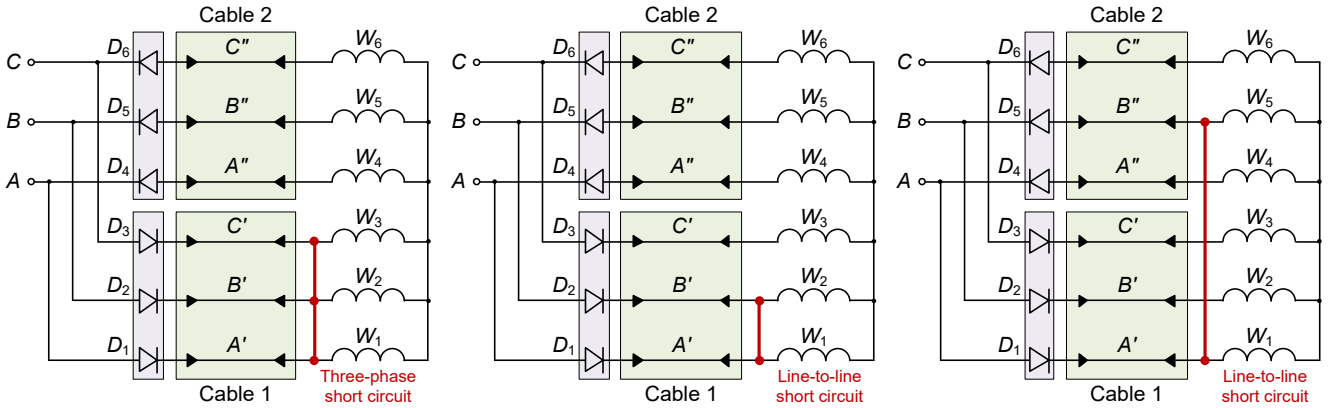 Cable 2
C
D6
C"
W6
B
D5
B"
W5
A
D4
A"
W4
D3
C'
W3
D2
B'
W2
D1
A'
W1
Cable 1
Three-phase
short circuit
Cable 2
C
D6
C"
W6
B
D5
B"
W5
A
D4
A"
W4
D3
C'
W3
D2
B'
W2
D1
A'
W1
Cable 1
Line-to-line
short circuit
Cable 2
C
D6
C"
W6
B
D5
B"
W5
A
D4
A"
W4
D3
C'
W3
D2
B'
W2
D1
A'
W1
Cable 1
Line-to-line
short circuit